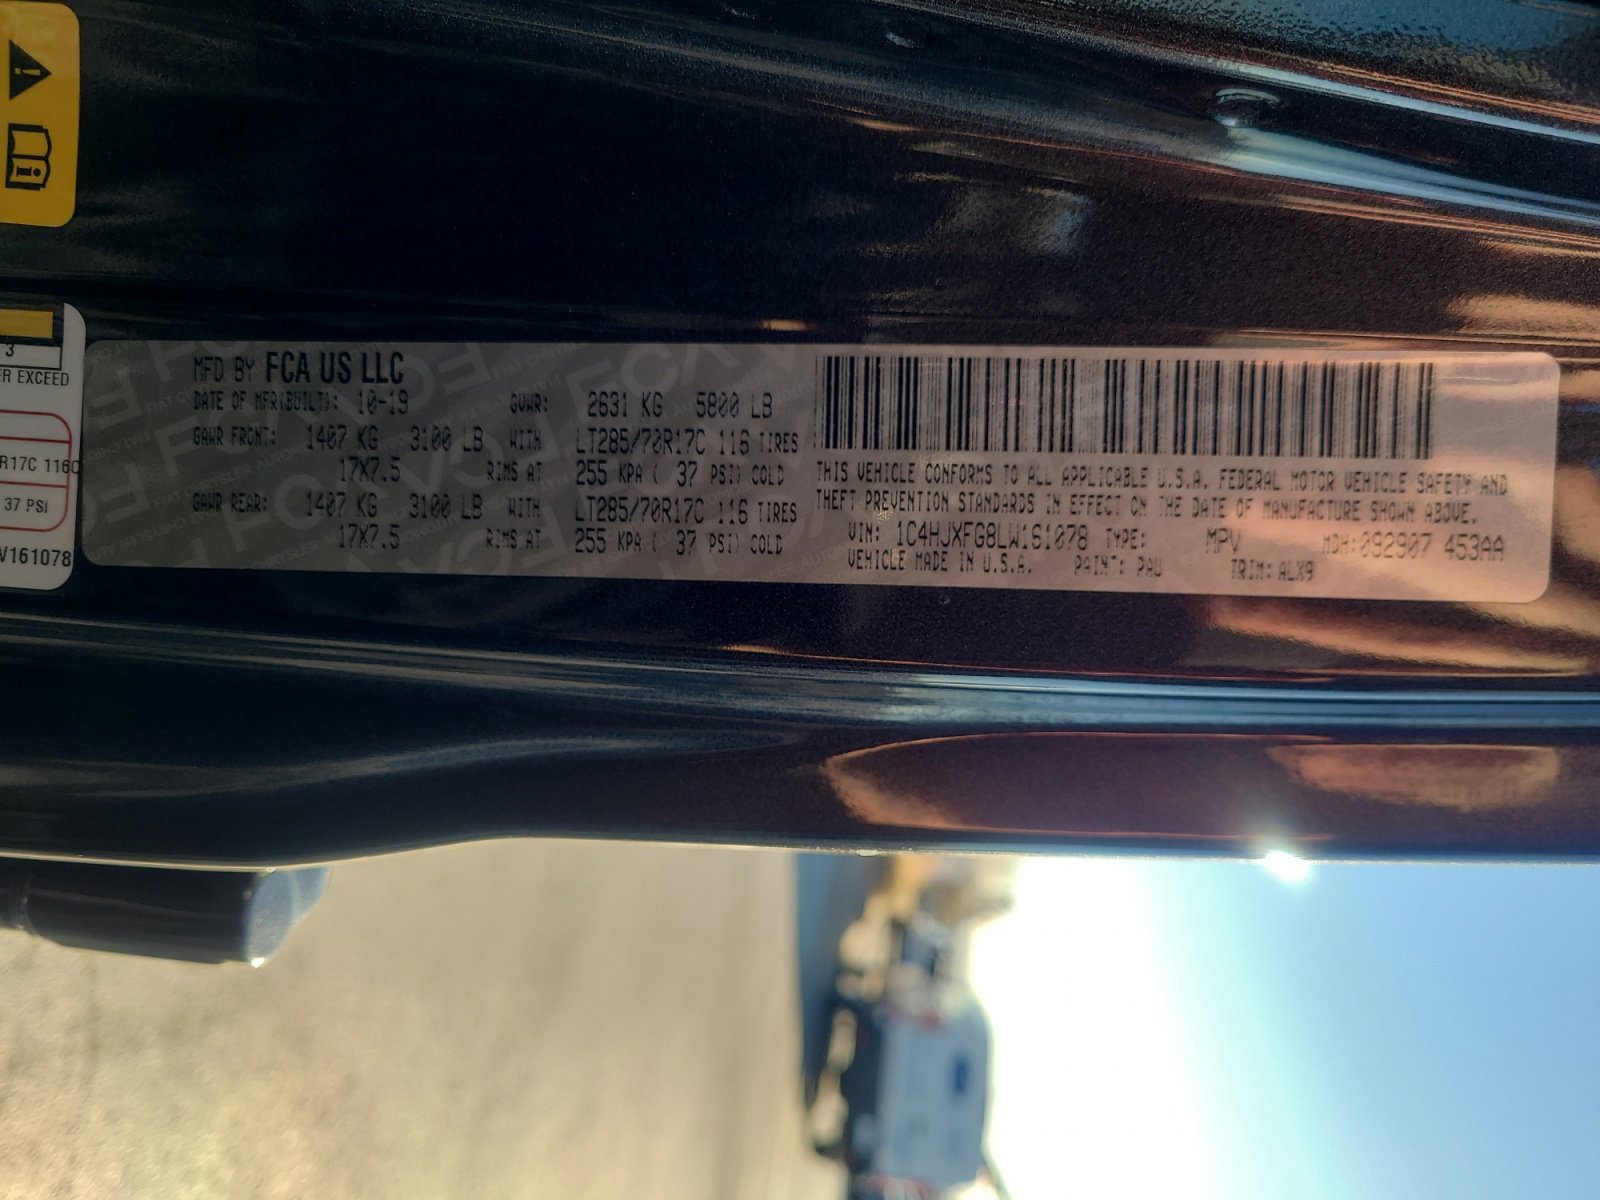 MFD BY FCA US LLC
DATE OF MFR(BUILT): 10-19 GVWR: 2631 KG 5800 LB
GAWR FRONT: 1407 KG 3100 LB WITH LT285/70R17C 116 TIRES
17X7.5 RIMS AT 255 KPA ( 37 PSI) COLD
GAWR REAR: 1407 KG 3100 LB WITH LT285/70R17C 116 TIRES
17X7.5 RIMS AT 255 KPA ( 37 PSI) COLD
THIS VEHICLE CONFORMS TO ALL APPLICABLE U.S.A. FEDERAL MOTOR VEHICLE SAFETY AND
THEFT PREVENTION STANDARDS IN EFFECT ON THE DATE OF MANUFACTURE SHOWN ABOVE.
VIN: 1C4HJXFG8LW161078 TYPE: MPV MDH:092907 453AA
VEHICLE MADE IN U.S.A. PAINT: PAU TRIM: ALX9
3
ER EXCEED
R17C 116C
37 PSI
V161078